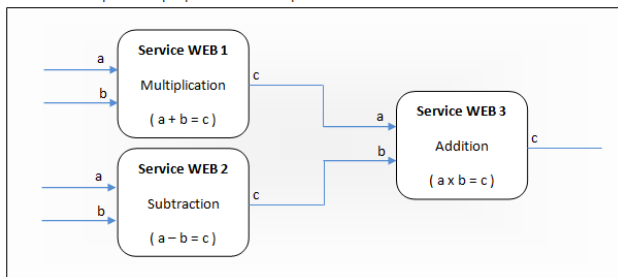 Service WEB 1
a
Multiplication
c
b
( a + b = c )
Service WEB 2
a
Subtraction
c
b
( a – b = c )
Service WEB 3
a
Addition
c
b
( a x b = c )